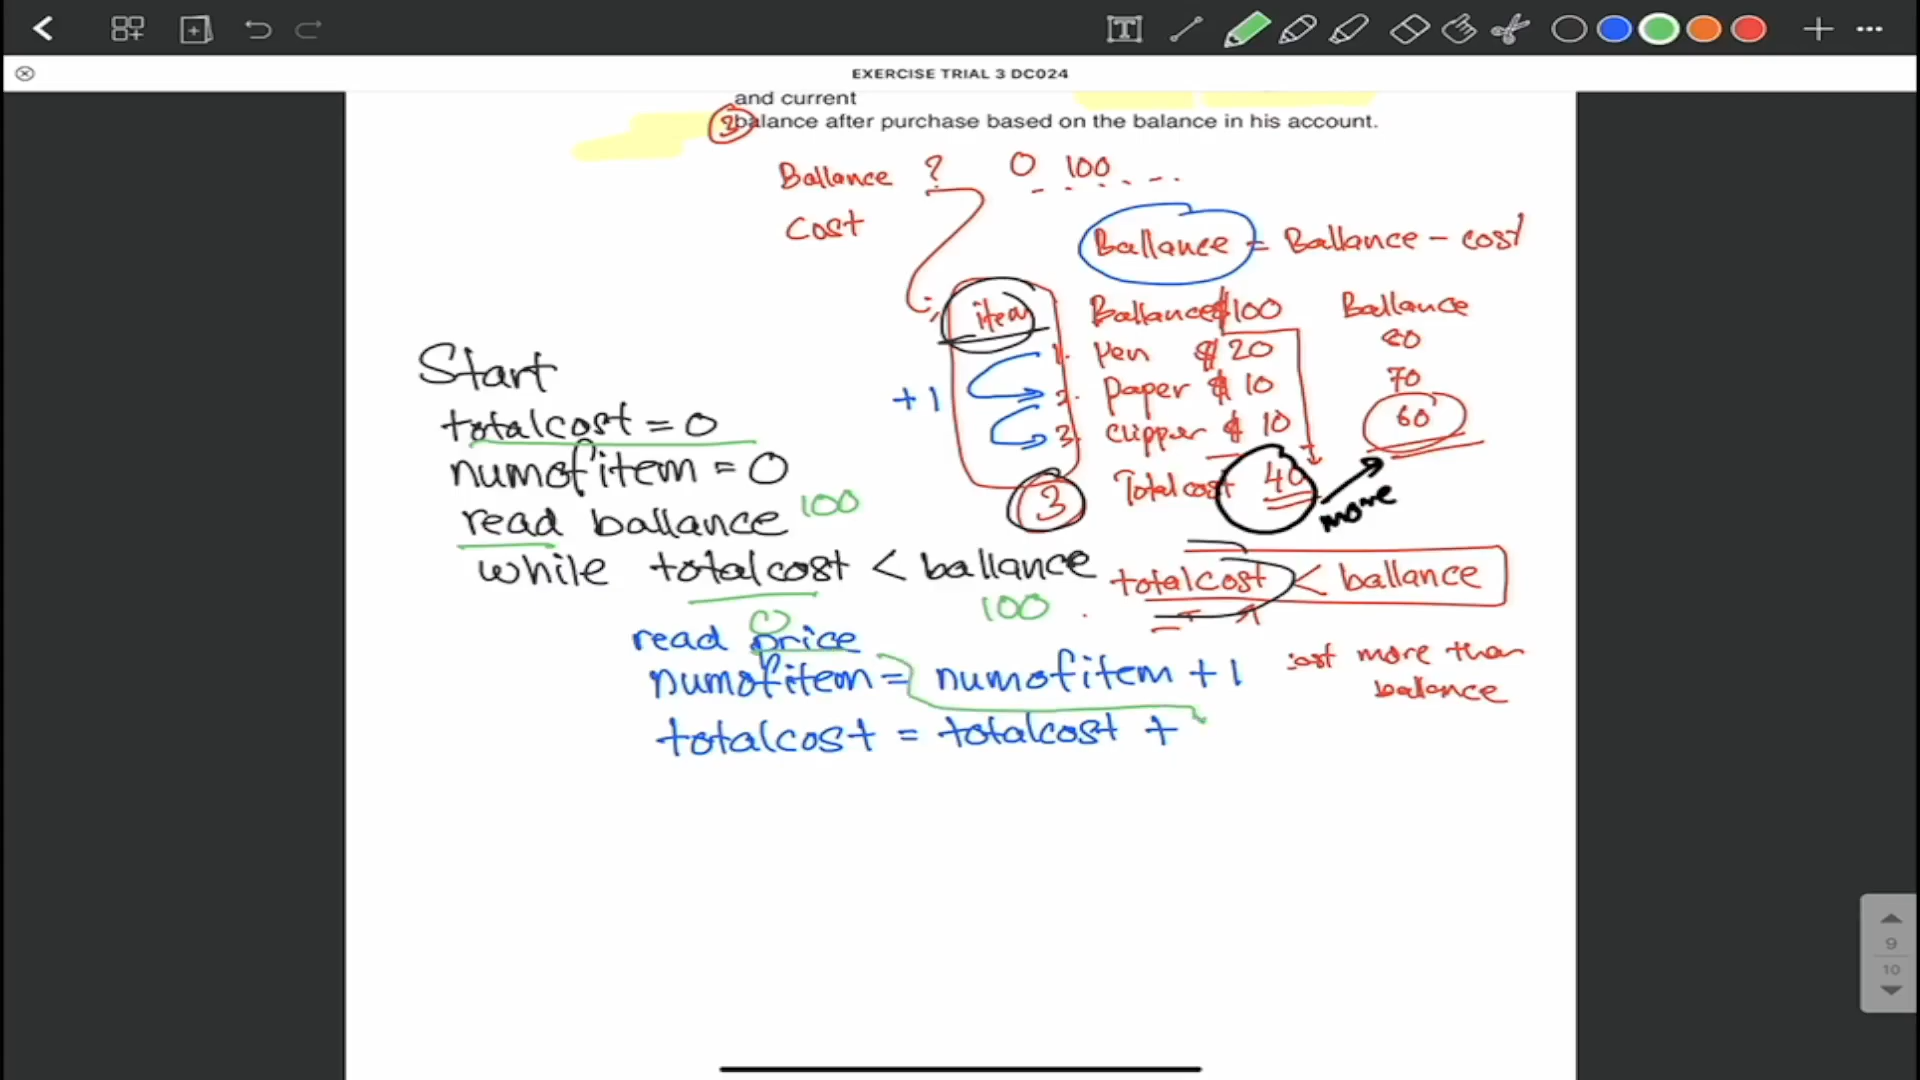 EXERCISE TRIAL 3 DC024
and current
3
balance after purchase based on the balance in his account.
Ballance ? 0 100
Cost
Ballance = Ballance - cost
item
Ballance $100
1. pen $ 20
2. paper $ 10
3. clipper $ 10
Total cost 40
3
+1
Ballance
80
70
60
more
Start
totalcost = 0
numofitem = 0
read ballance 100
while totalcost < ballance
0 100
totalcost < ballance
read price
numofitem = numofitem + 1
totalcost = totalcost +
more than
ballance
9
10